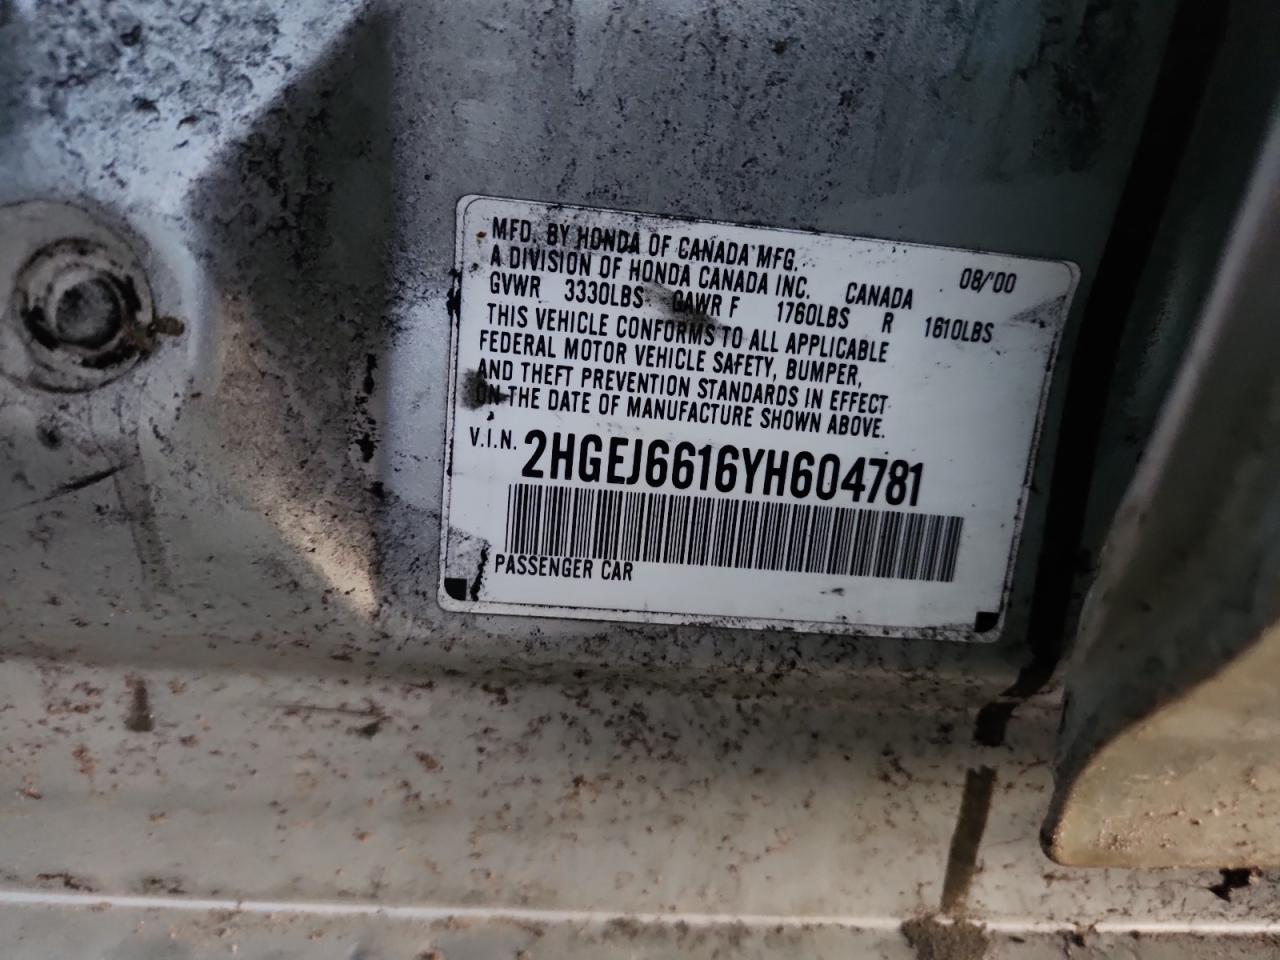 MFD. BY HONDA OF CANADA MFG.
A DIVISION OF HONDA CANADA INC. CANADA 08/'00
GVWR 3330LBS GAWR F 1760LBS R 1610LBS
THIS VEHICLE CONFORMS TO ALL APPLICABLE
FEDERAL MOTOR VEHICLE SAFETY, BUMPER,
AND THEFT PREVENTION STANDARDS IN EFFECT
ON THE DATE OF MANUFACTURE SHOWN ABOVE.
V.I.N. 2HGEJ6616YH604781
PASSENGER CAR